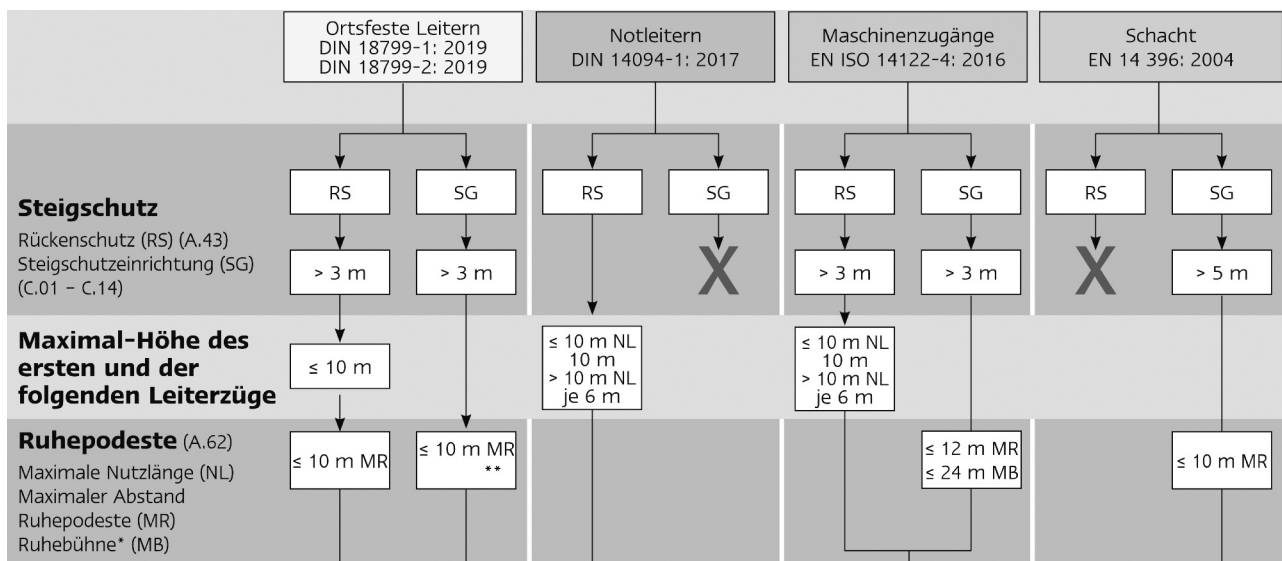 Ortsfeste Leitern
DIN 18799-1: 2019
DIN 18799-2: 2019
Notleitern
DIN 14094-1: 2017
Maschinenzugänge
EN ISO 14122-4: 2016
Schacht
EN 14 396: 2004
Steigschutz
Rückenschutz (RS) (A.43)
Steigschutzeinrichtung (SG)
(C.01 – C.14)
RS
SG
RS
SG
RS
SG
RS
SG
> 3 m
> 3 m
X
> 3 m
> 3 m
X
> 5 m
Maximal-Höhe des
ersten und der
folgenden Leiterzüge
≤ 10 m
≤ 10 m NL
10 m
> 10 m NL
je 6 m
≤ 10 m NL
10 m
> 10 m NL
je 6 m
Ruhepodeste (A.62)
Maximale Nutzlänge (NL)
Maximaler Abstand
Ruhepodeste (MR)
Ruhebühne* (MB)
≤ 10 m MR
≤ 10 m MR
**
≤ 12 m MR
≤ 24 m MB
≤ 10 m MR